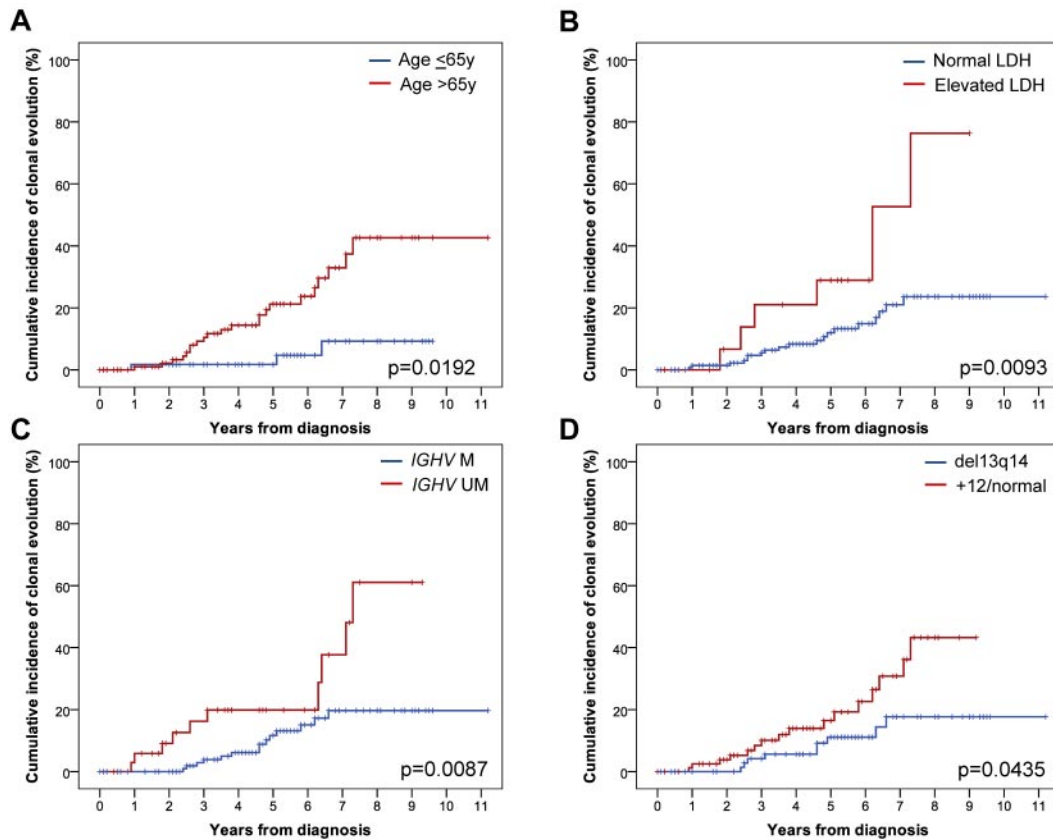 A
Age ≤65y
Age >65y
Cumulative incidence of clonal evolution (%)
100
80
60
40
20
0
p=0.0192
0 1 2 3 4 5 6 7 8 9 10 11
Years from diagnosis
B
Normal LDH
Elevated LDH
Cumulative incidence of clonal evolution (%)
100
80
60
40
20
0
p=0.0093
0 1 2 3 4 5 6 7 8 9 10 11
Years from diagnosis
C
IGHV M
IGHV UM
Cumulative incidence of clonal evolution (%)
100
80
60
40
20
0
p=0.0087
0 1 2 3 4 5 6 7 8 9 10 11
Years from diagnosis
D
del13q14
+12/normal
Cumulative incidence of clonal evolution (%)
100
80
60
40
20
0
p=0.0435
0 1 2 3 4 5 6 7 8 9 10 11
Years from diagnosis